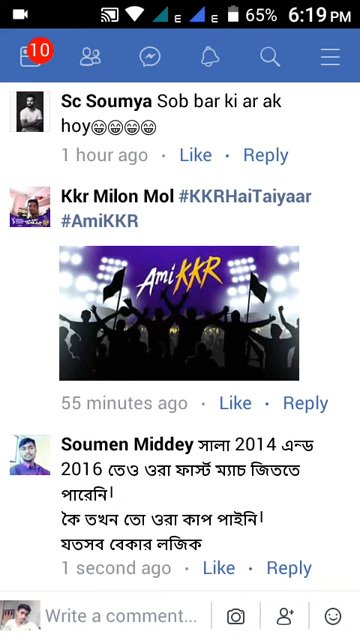 E E 65% 6:19 PM
10
Sc Soumya Sob bar ki ar ak
hoy😁😁😁😁
1 hour ago • Like • Reply
Kkr Milon Mol #KKRHaiTaiyaar
#AmiKKR
Ami KKR
55 minutes ago • Like • Reply
Soumen Middey সালা 2014 এন্ড
2016 তেও ওরা ফার্স্ট ম্যাচ জিততে
পারেনি।
কৈ তখন তো ওরা কাপ পাইনি।
যতসব বেকার লজিক
1 second ago • Like • Reply
Write a comment...